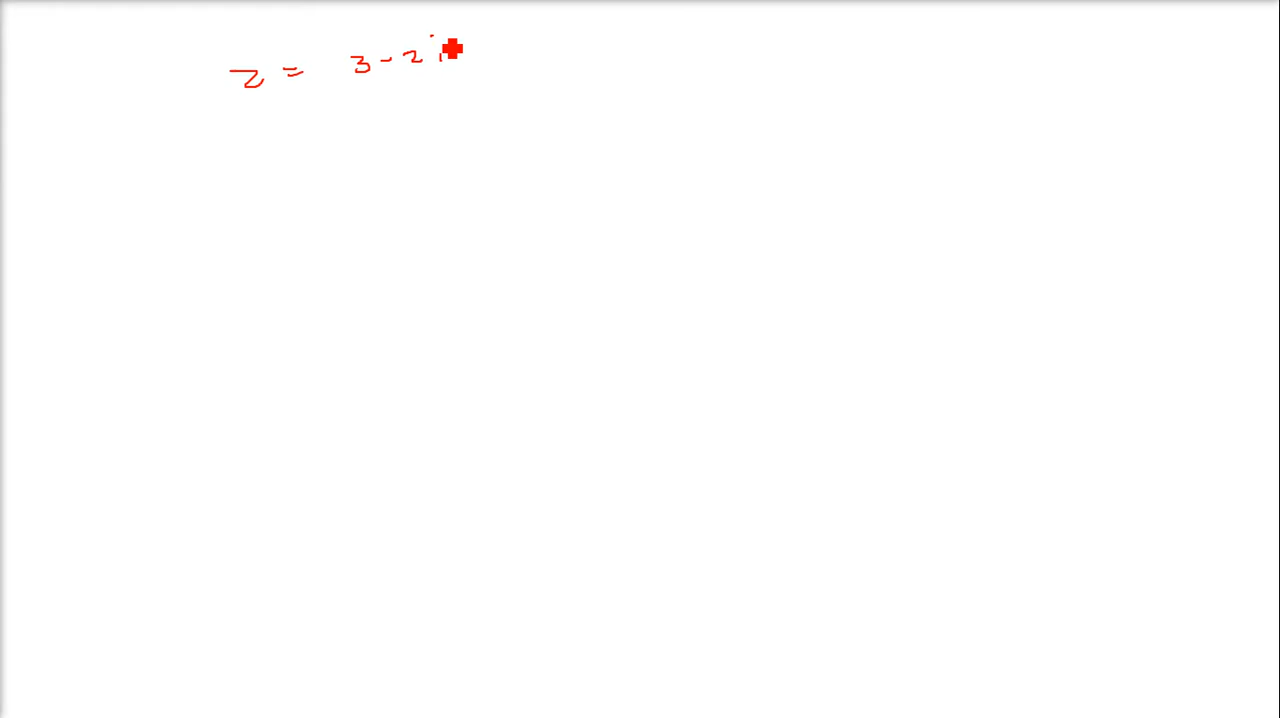 z = 3 - 2i